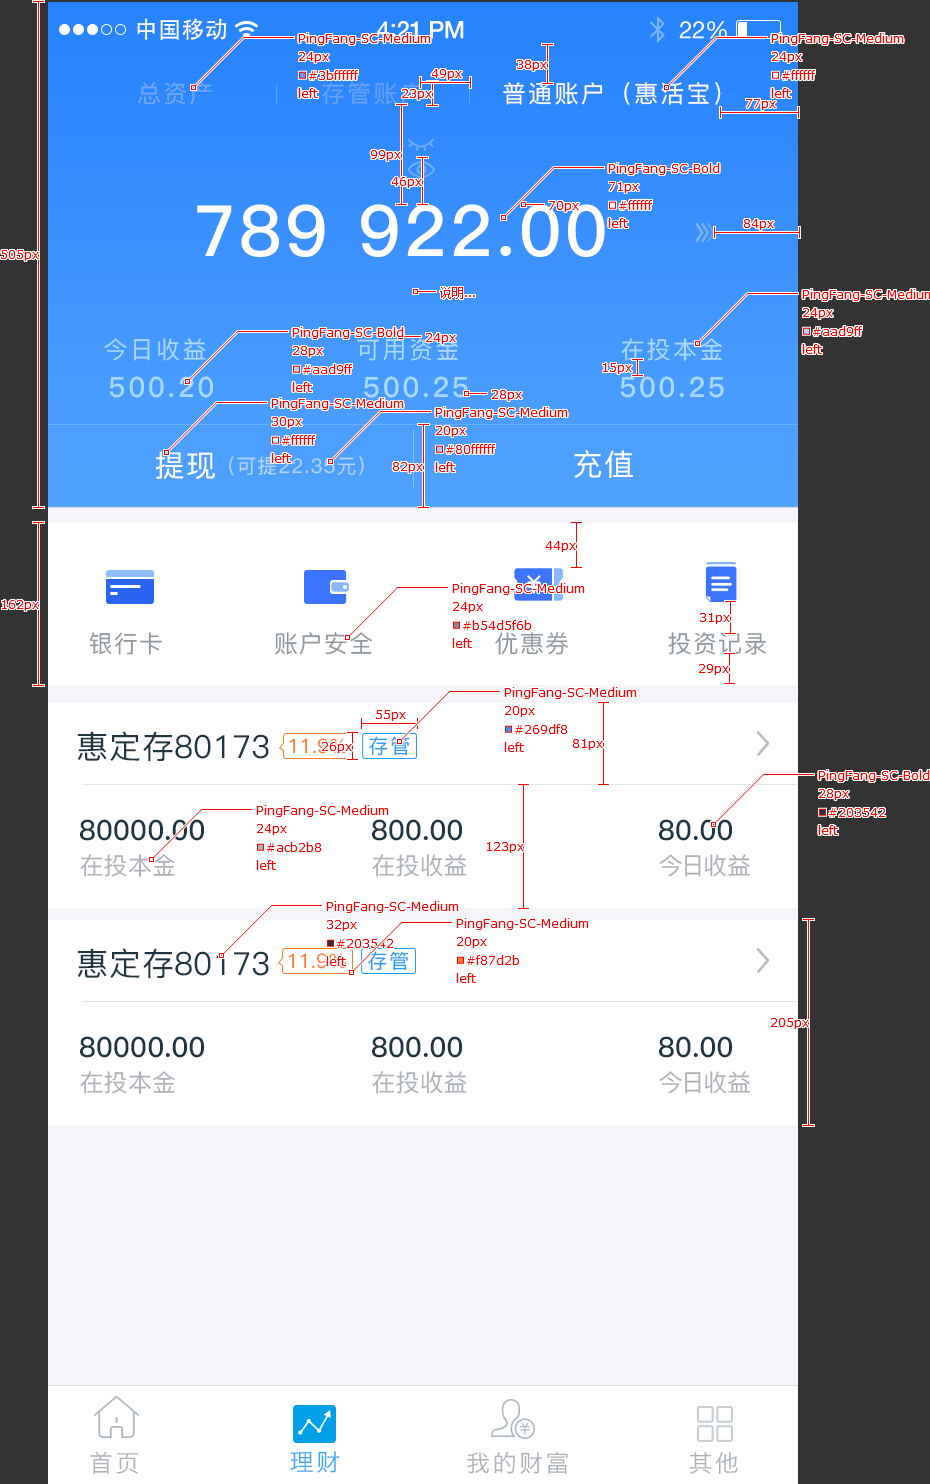 中国移动 4:21 PM 22%
PingFang-SC-Medium
24px
#3bffffff
left
PingFang-SC-Medium
24px
#ffffff
left
38px
49px
23px
77px
总资产 存管账 普通账户（惠活宝）
99px
46px
PingFang-SC-Bold
71px
#ffffff
left
70px
789 922.00
84px
505px
说明...
PingFang-SC-Medium
24px
#aad9ff
left
PingFang-SC-Bold
28px
#aad9ff
left
24px
今日收益 可用资金 在投本金
15px
500.20 500.25 500.25
28px
PingFang-SC-Medium
30px
#ffffff
left
PingFang-SC-Medium
20px
#80ffffff
left
82px
提现（可提22.35元） 充值
44px
162px
PingFang-SC-Medium
24px
#b54d5f6b
left
31px
银行卡 账户安全 优惠券 投资记录
29px
PingFang-SC-Medium
20px
#269df8
left
55px
26px
81px
惠定存80173 11.9% 存管
PingFang-SC-Bold
28px
#203542
left
PingFang-SC-Medium
24px
#acb2b8
left
123px
80000.00 800.00 80.00
在投本金 在投收益 今日收益
PingFang-SC-Medium
32px
#203542
left
PingFang-SC-Medium
20px
#f87d2b
left
惠定存80173 11.9% 存管
205px
80000.00 800.00 80.00
在投本金 在投收益 今日收益
首页 理财 我的财富 其他